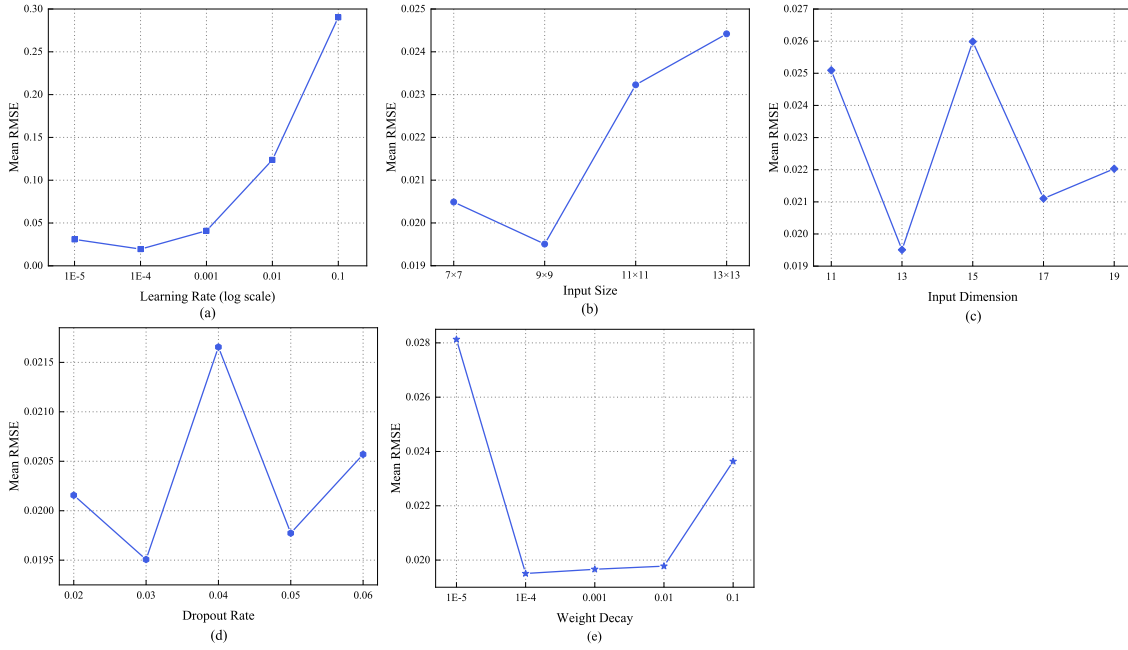 Mean RMSE
0.30
0.25
0.20
0.15
0.10
0.05
0.00
1E-5 1E-4 0.001 0.01 0.1
Learning Rate (log scale)
(a)
Mean RMSE
0.025
0.024
0.023
0.022
0.021
0.020
0.019
7×7 9×9 11×11 13×13
Input Size
(b)
Mean RMSE
0.027
0.026
0.025
0.024
0.023
0.022
0.021
0.020
0.019
11 13 15 17 19
Input Dimension
(c)
Mean RMSE
0.0215
0.0210
0.0205
0.0200
0.0195
0.02 0.03 0.04 0.05 0.06
Dropout Rate
(d)
Mean RMSE
0.028
0.026
0.024
0.022
0.020
1E-5 1E-4 0.001 0.01 0.1
Weight Decay
(e)